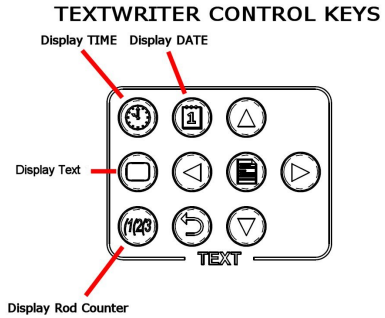 TEXTWRITER CONTROL KEYS
Display TIME Display DATE
1
Display Text
/1(2(3
TEXT
Display Rod Counter